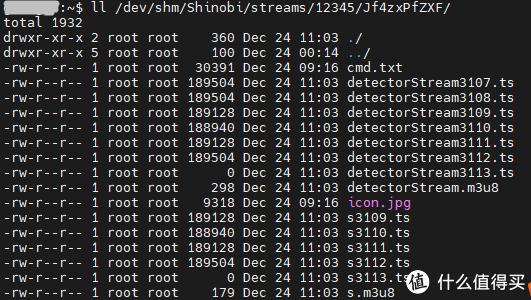 :~$ ll /dev/shm/Shinobi/streams/12345/Jf4zxPfZXF/
total 1932
drwxr-xr-x 2 root root 360 Dec 24 11:03 ./
drwxr-xr-x 5 root root 100 Dec 24 00:14 ../
-rw-r--r-- 1 root root 30391 Dec 24 09:16 cmd.txt
-rw-r--r-- 1 root root 189504 Dec 24 11:03 detectorStream3107.ts
-rw-r--r-- 1 root root 189504 Dec 24 11:03 detectorStream3108.ts
-rw-r--r-- 1 root root 189128 Dec 24 11:03 detectorStream3109.ts
-rw-r--r-- 1 root root 188940 Dec 24 11:03 detectorStream3110.ts
-rw-r--r-- 1 root root 189128 Dec 24 11:03 detectorStream3111.ts
-rw-r--r-- 1 root root 189504 Dec 24 11:03 detectorStream3112.ts
-rw-r--r-- 1 root root 0 Dec 24 11:03 detectorStream3113.ts
-rw-r--r-- 1 root root 298 Dec 24 11:03 detectorStream.m3u8
-rw-r--r-- 1 root root 9318 Dec 24 09:16 icon.jpg
-rw-r--r-- 1 root root 189128 Dec 24 11:03 s3109.ts
-rw-r--r-- 1 root root 188940 Dec 24 11:03 s3110.ts
-rw-r--r-- 1 root root 189128 Dec 24 11:03 s3111.ts
-rw-r--r-- 1 root root 189504 Dec 24 11:03 s3112.ts
-rw-r--r-- 1 root root 0 Dec 24 11:03 s3113.ts
-rw-r--r-- 1 root root 179 Dec 24 11:03 s.m3u8
值 什么值得买